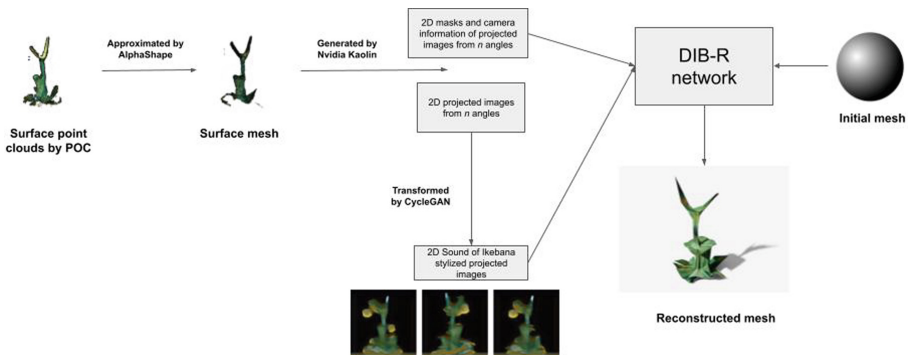 Approximated by
AlphaShape
Surface point
clouds by POC
Surface mesh
Generated by
Nvidia Kaolin
2D masks and camera
information of projected
images from n angles
2D projected images
from n angles
Transformed
by CycleGAN
2D Sound of Ikebana
stylized projected
images
DIB-R
network
Initial mesh
Reconstructed mesh